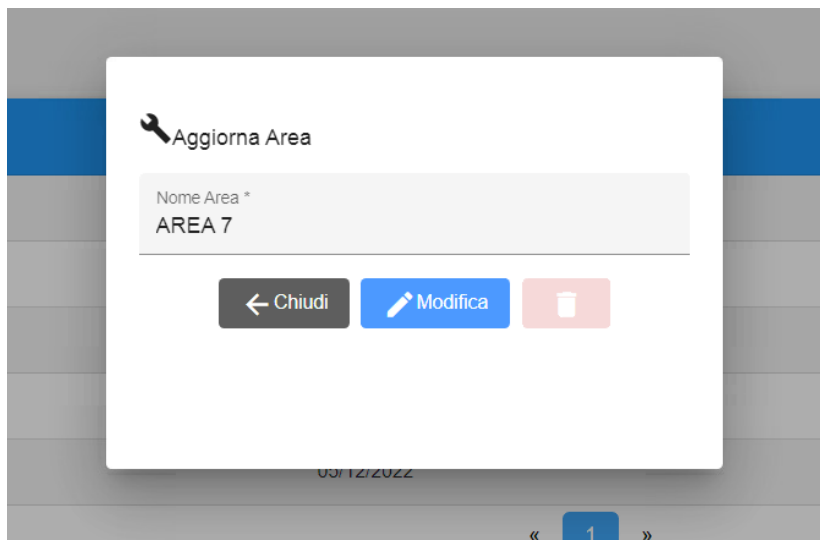 Aggiorna Area
Nome Area *
AREA 7
Chiudi
Modifica
05/12/2022
« 1 »